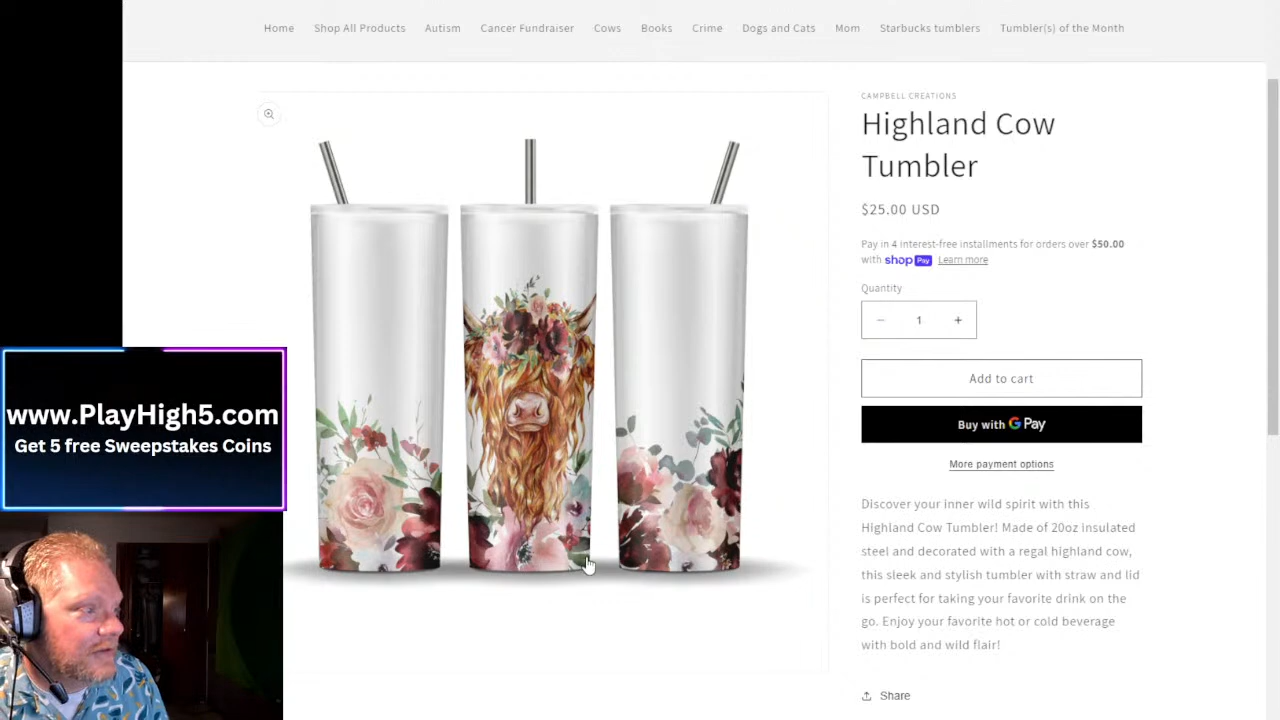 Home Shop All Products Autism Cancer Fundraiser Cows Books Crime Dogs and Cats Mom Starbucks tumblers Tumbler(s) of the Month
CAMPBELL CREATIONS
Highland Cow
Tumbler
$25.00 USD
Pay in 4 interest-free installments for orders over $50.00
with shop Pay Learn more
Quantity
− 1 +
Add to cart
Buy with G Pay
More payment options
Discover your inner wild spirit with this
Highland Cow Tumbler! Made of 20oz insulated
steel and decorated with a regal highland cow,
this sleek and stylish tumbler with straw and lid
is perfect for taking your favorite drink on the
go. Enjoy your favorite hot or cold beverage
with bold and wild flair!
Share
www.PlayHigh5.com
Get 5 free Sweepstakes Coins